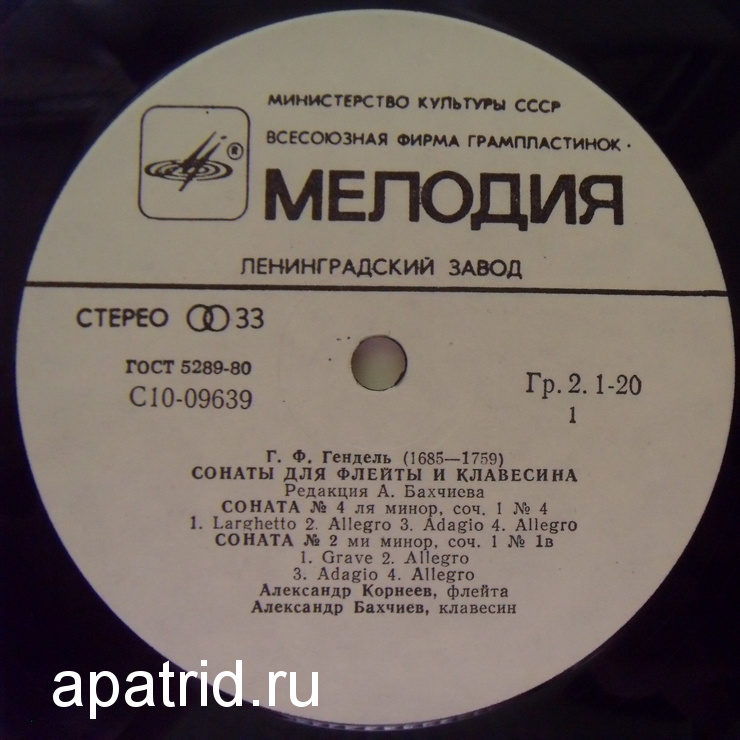 МИНИСТЕРСТВО КУЛЬТУРЫ СССР
ВСЕСОЮЗНАЯ ФИРМА ГРАМПЛАСТИНОК ·
®
МЕЛОДИЯ
ЛЕНИНГРАДСКИЙ ЗАВОД
СТЕРЕО 33
ГОСТ 5289-80
С10-09639
Гр. 2. 1-20
1
Г. Ф. Гендель (1685—1759)
СОНАТЫ ДЛЯ ФЛЕЙТЫ И КЛАВЕСИНА
Редакция А. Бахчиева
СОНАТА № 4 ля минор, соч. 1 № 4
1. Larghetto 2. Allegro 3. Adagio 4. Allegro
СОНАТА № 2 ми минор, соч. 1 № 1в
1. Grave 2. Allegro
3. Adagio 4. Allegro
Александр Корнеев, флейта
Александр Бахчиев, клавесин
apatrid.ru